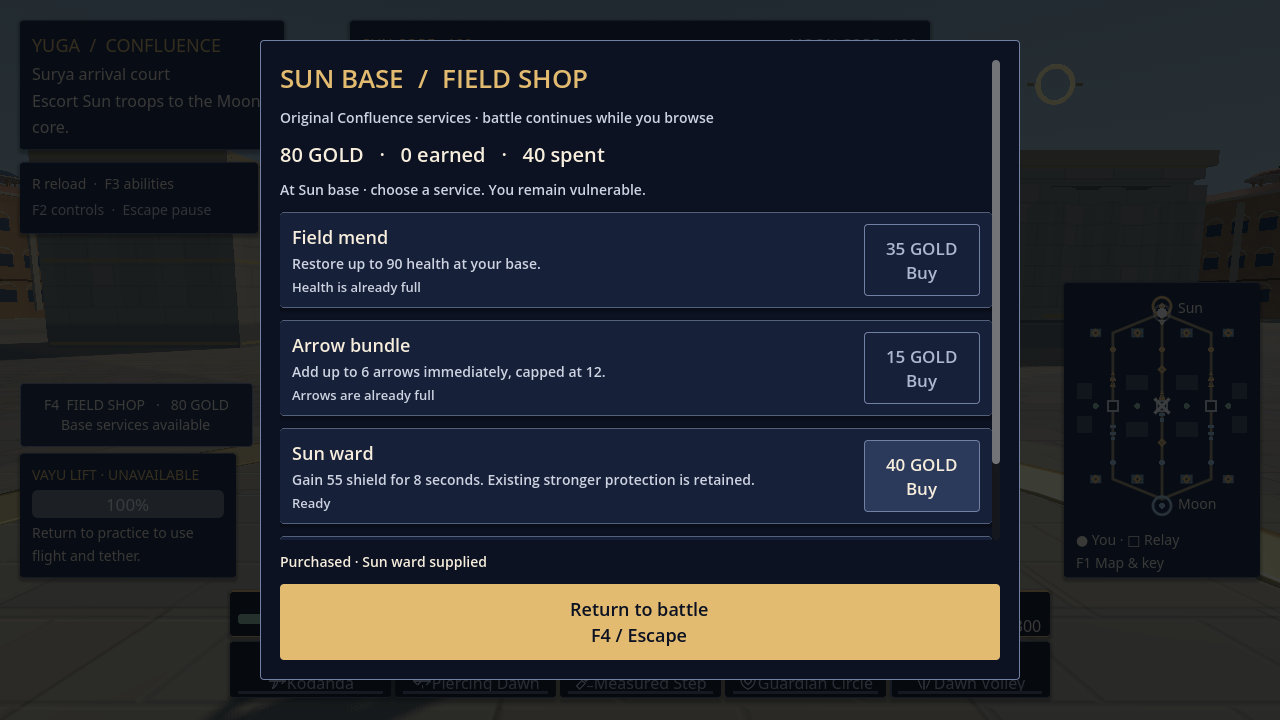 YUGA / CONFLUENCE
Surya arrival court
Escort Sun troops to the Moon
core.
R reload · F3 abilities
F2 controls · Escape pause
SUN BASE / FIELD SHOP
Original Confluence services · battle continues while you browse
80 GOLD · 0 earned · 40 spent
At Sun base · choose a service. You remain vulnerable.
Field mend
Restore up to 90 health at your base.
Health is already full
35 GOLD
Buy
Arrow bundle
Add up to 6 arrows immediately, capped at 12.
Arrows are already full
15 GOLD
Buy
Sun ward
Gain 55 shield for 8 seconds. Existing stronger protection is retained.
Ready
40 GOLD
Buy
Purchased · Sun ward supplied
Return to battle
F4 / Escape
F4 FIELD SHOP · 80 GOLD
Base services available
VAYU LIFT · UNAVAILABLE
100%
Return to practice to use
flight and tether.
Sun
Moon
You · Relay
F1 Map & key
Kodanda
Piercing Dawn
Measured Step
Guardian Circle
Dawn Volley